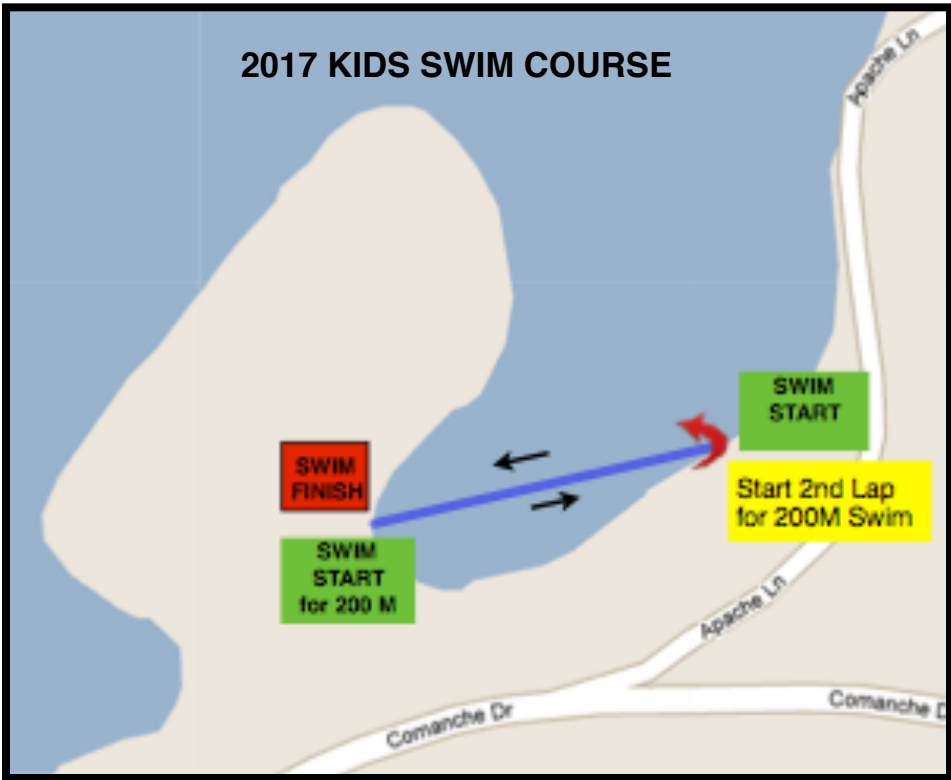 2017 KIDS SWIM COURSE
Apache Ln
SWIM
START
SWIM
FINISH
Start 2nd Lap
for 200M Swim
SWIM
START
for 200 M
Apache Ln
Comanche Dr
Comanche D